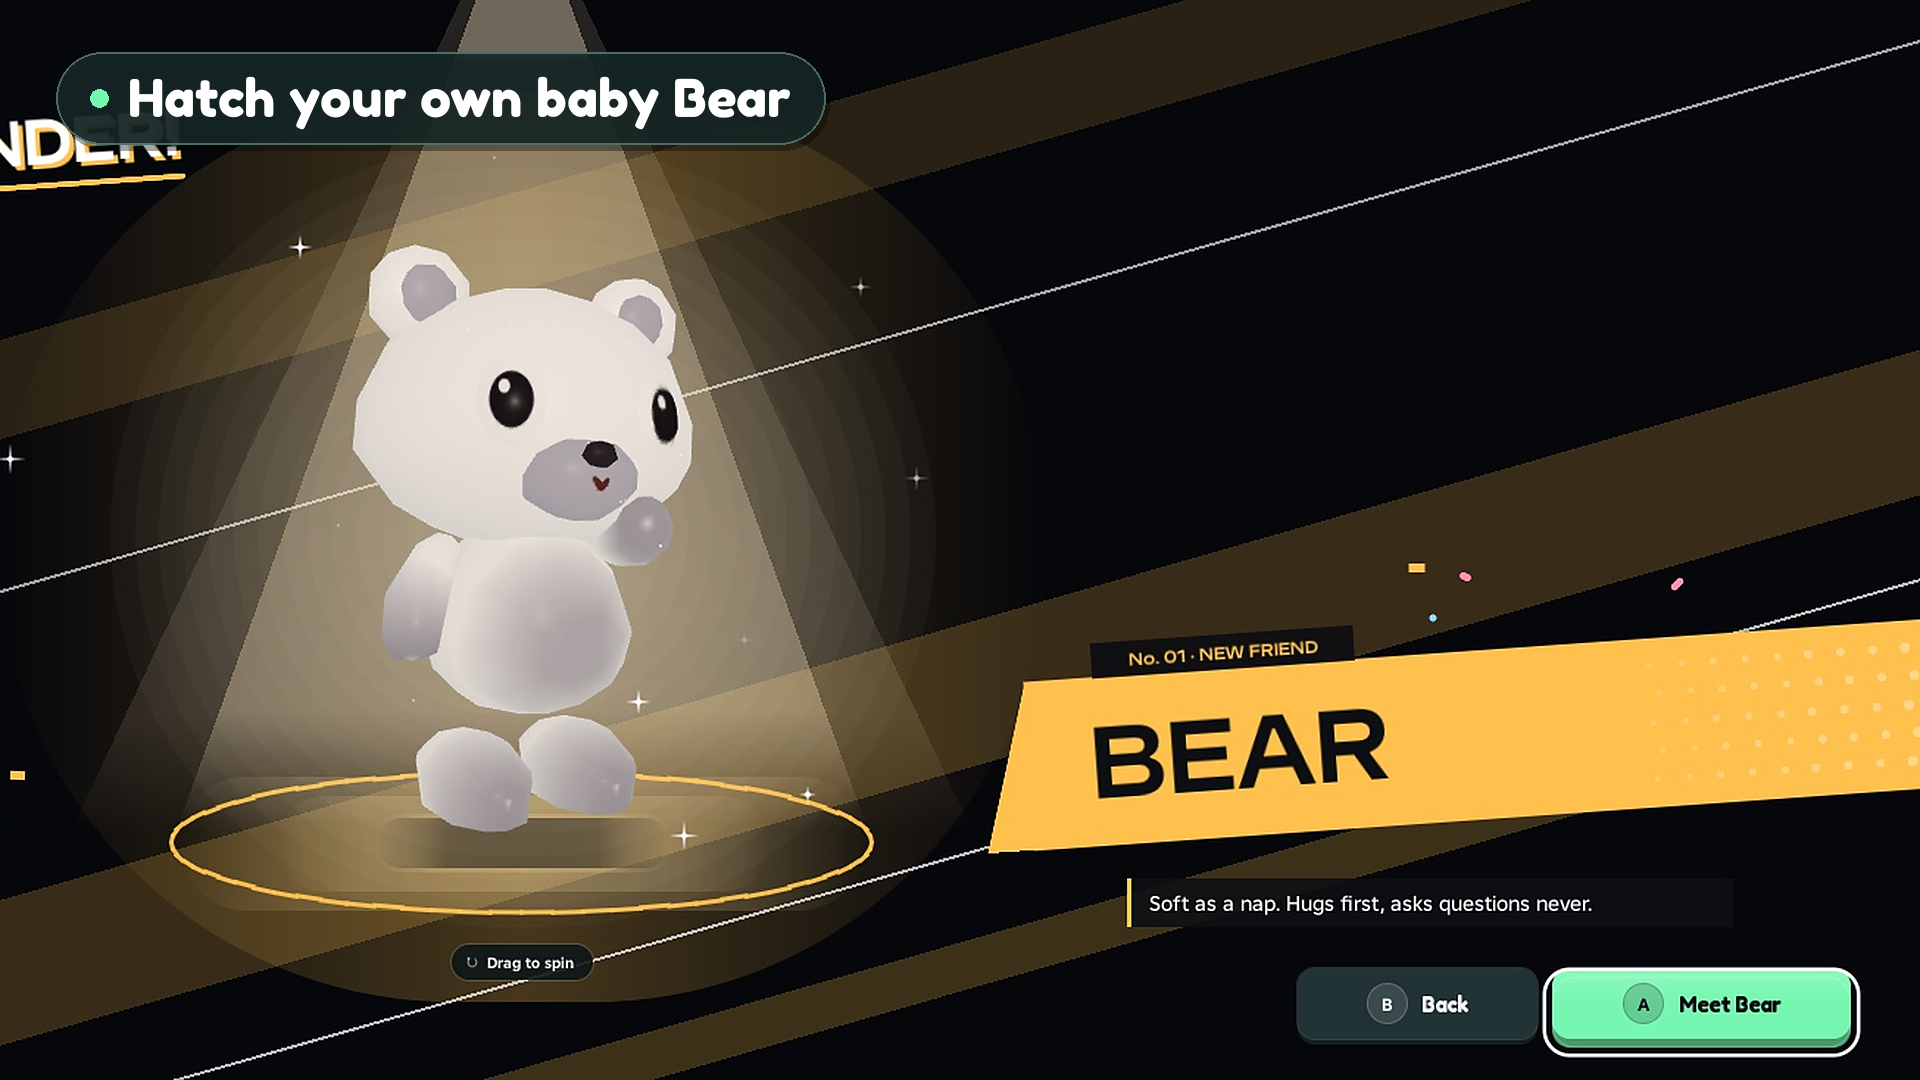 Hatch your own baby Bear
NDER!
No. 01 · NEW FRIEND
BEAR
Soft as a nap. Hugs first, asks questions never.
Drag to spin
B Back
A Meet Bear